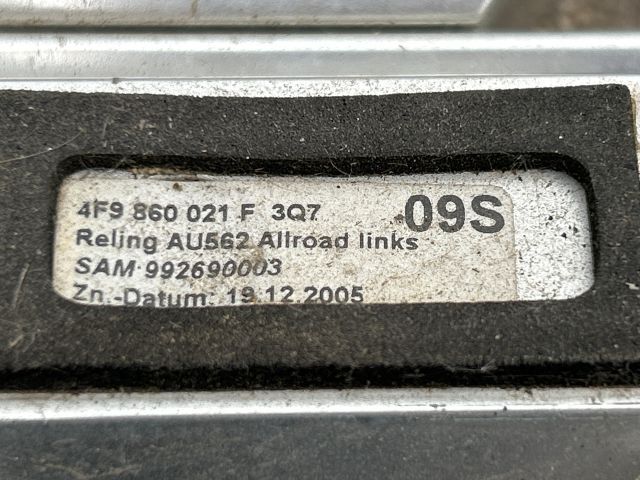 4F9 860 021 F 3Q7 09S
Reling AU562 Allroad links
SAM 992690003
Zn.-Datum: 19.12.2005